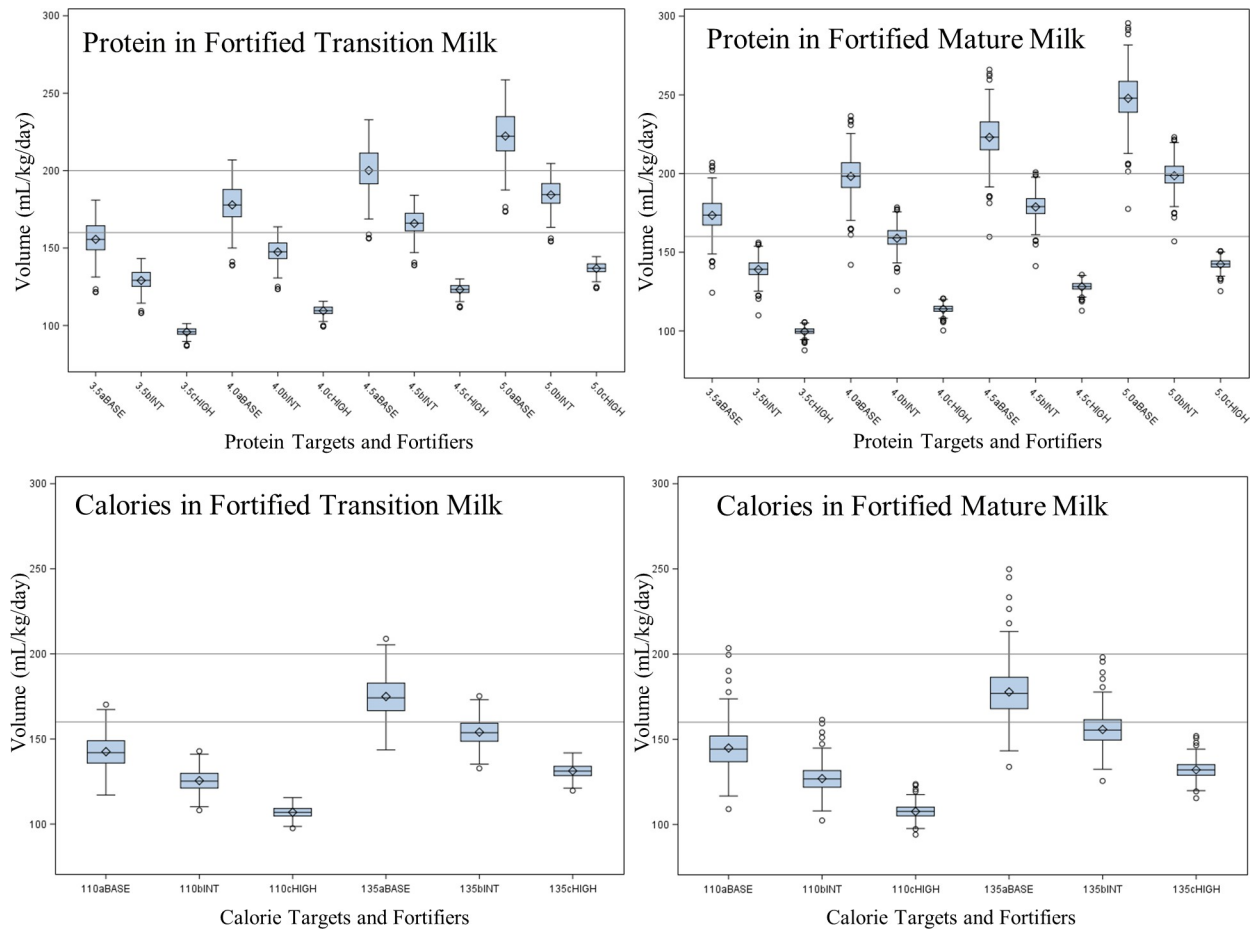 Protein in Fortified Transition Milk
Volume (mL/kg/day)
300
250
200
150
100
3.5aBASE
3.5bINT
3.5cHIGH
4.0aBASE
4.0bINT
4.0cHIGH
4.5aBASE
4.5bINT
4.5cHIGH
5.0aBASE
5.0bINT
5.0cHIGH
Protein Targets and Fortifiers
Protein in Fortified Mature Milk
Volume (mL/kg/day)
300
250
200
150
100
3.5aBASE
3.5bINT
3.5cHIGH
4.0aBASE
4.0bINT
4.0cHIGH
4.5aBASE
4.5bINT
4.5cHIGH
5.0aBASE
5.0bINT
5.0cHIGH
Protein Targets and Fortifiers
Calories in Fortified Transition Milk
Volume (mL/kg/day)
300
250
200
150
100
110aBASE
110bINT
110cHIGH
135aBASE
135bINT
135cHIGH
Calorie Targets and Fortifiers
Calories in Fortified Mature Milk
Volume (mL/kg/day)
300
250
200
150
100
110aBASE
110bINT
110cHIGH
135aBASE
135bINT
135cHIGH
Calorie Targets and Fortifiers